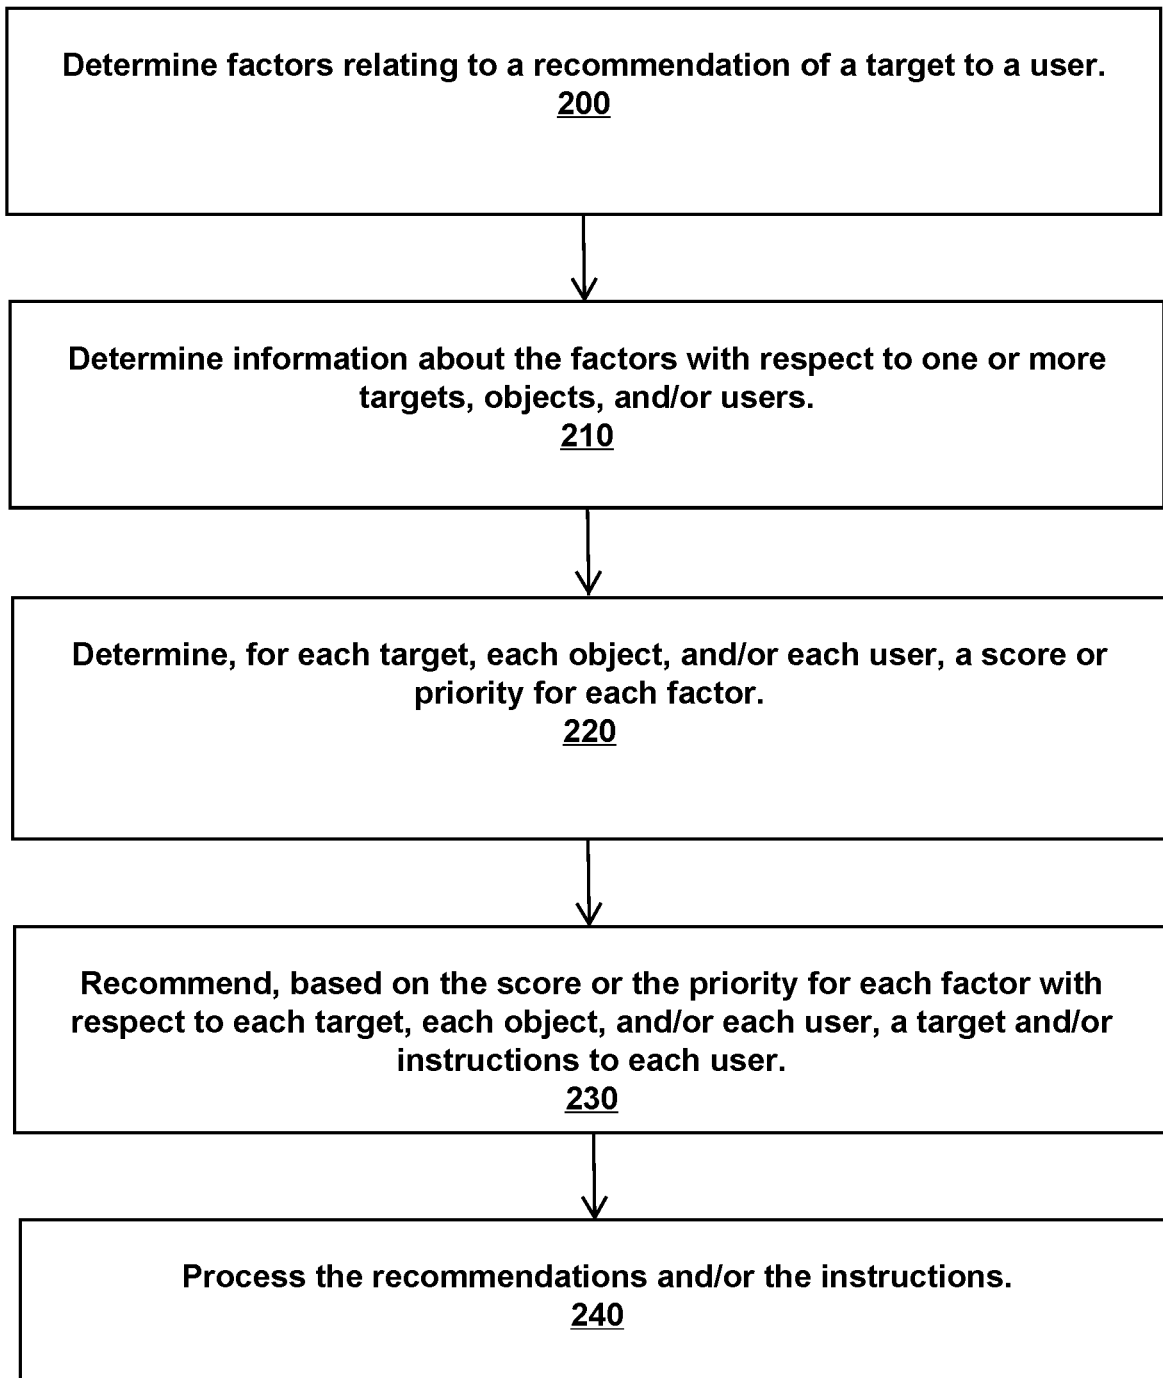 Determine factors relating to a recommendation of a target to a user.
200
Determine information about the factors with respect to one or more
targets, objects, and/or users.
210
Determine, for each target, each object, and/or each user, a score or
priority for each factor.
220
Recommend, based on the score or the priority for each factor with
respect to each target, each object, and/or each user, a target and/or
instructions to each user.
230
Process the recommendations and/or the instructions.
240